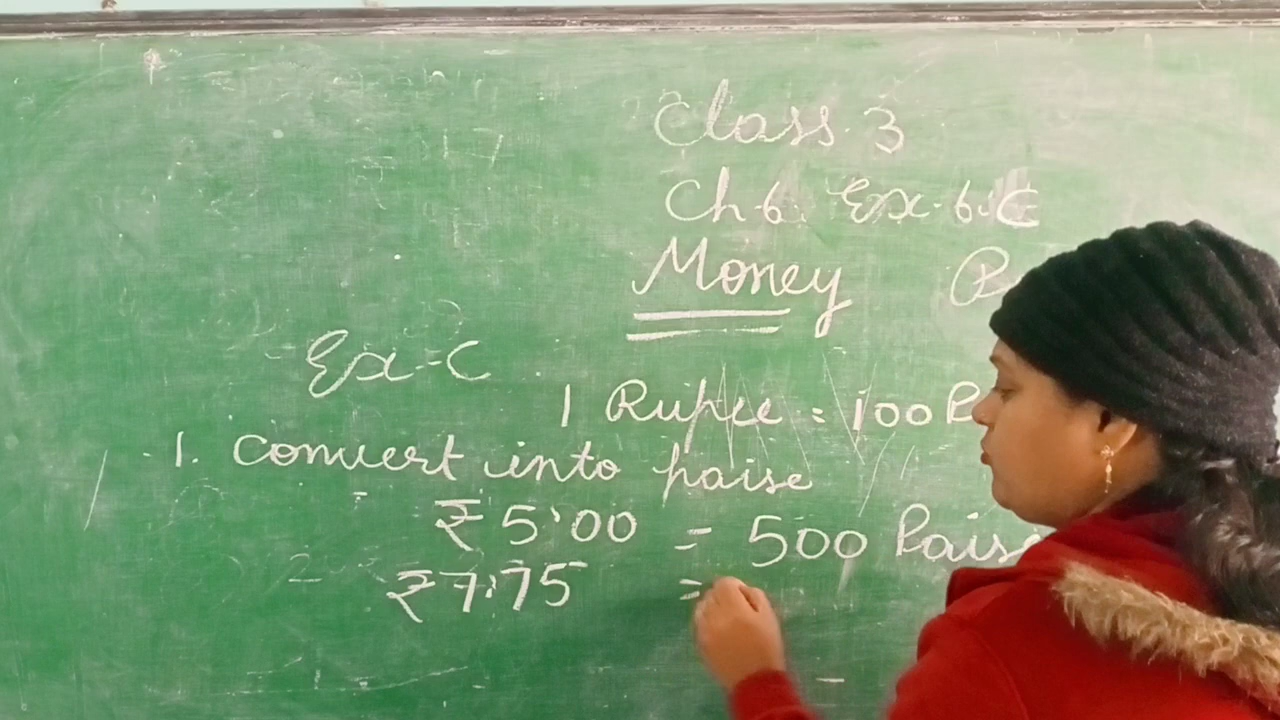 Class 3
Ch-6 Ex-6.C
Money
Ex-C
1 Rupee = 100 P
1. Convert into paise
₹5.00 = 500 Paise
₹7.75 =